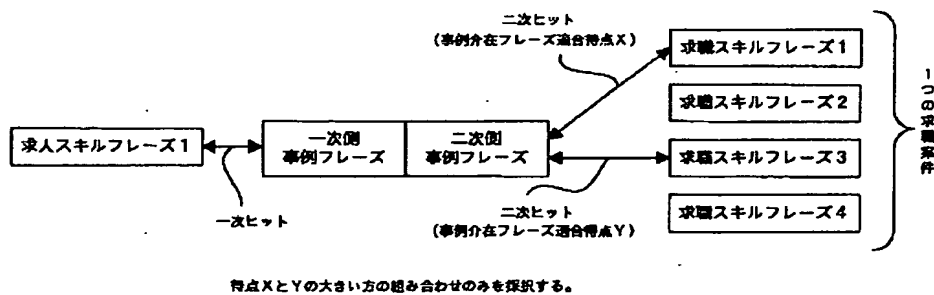 二次ヒット
(事例介在フレーズ適合得点X)
求職スキルフレーズ1
求職スキルフレーズ2
求人スキルフレーズ1
一次側
事例フレーズ
二次側
事例フレーズ
求職スキルフレーズ3
求職スキルフレーズ4
一次ヒット
二次ヒット
(事例介在フレーズ適合得点Y)
1つの求職案件
得点XとYの大きい方の組み合わせのみを採択する。